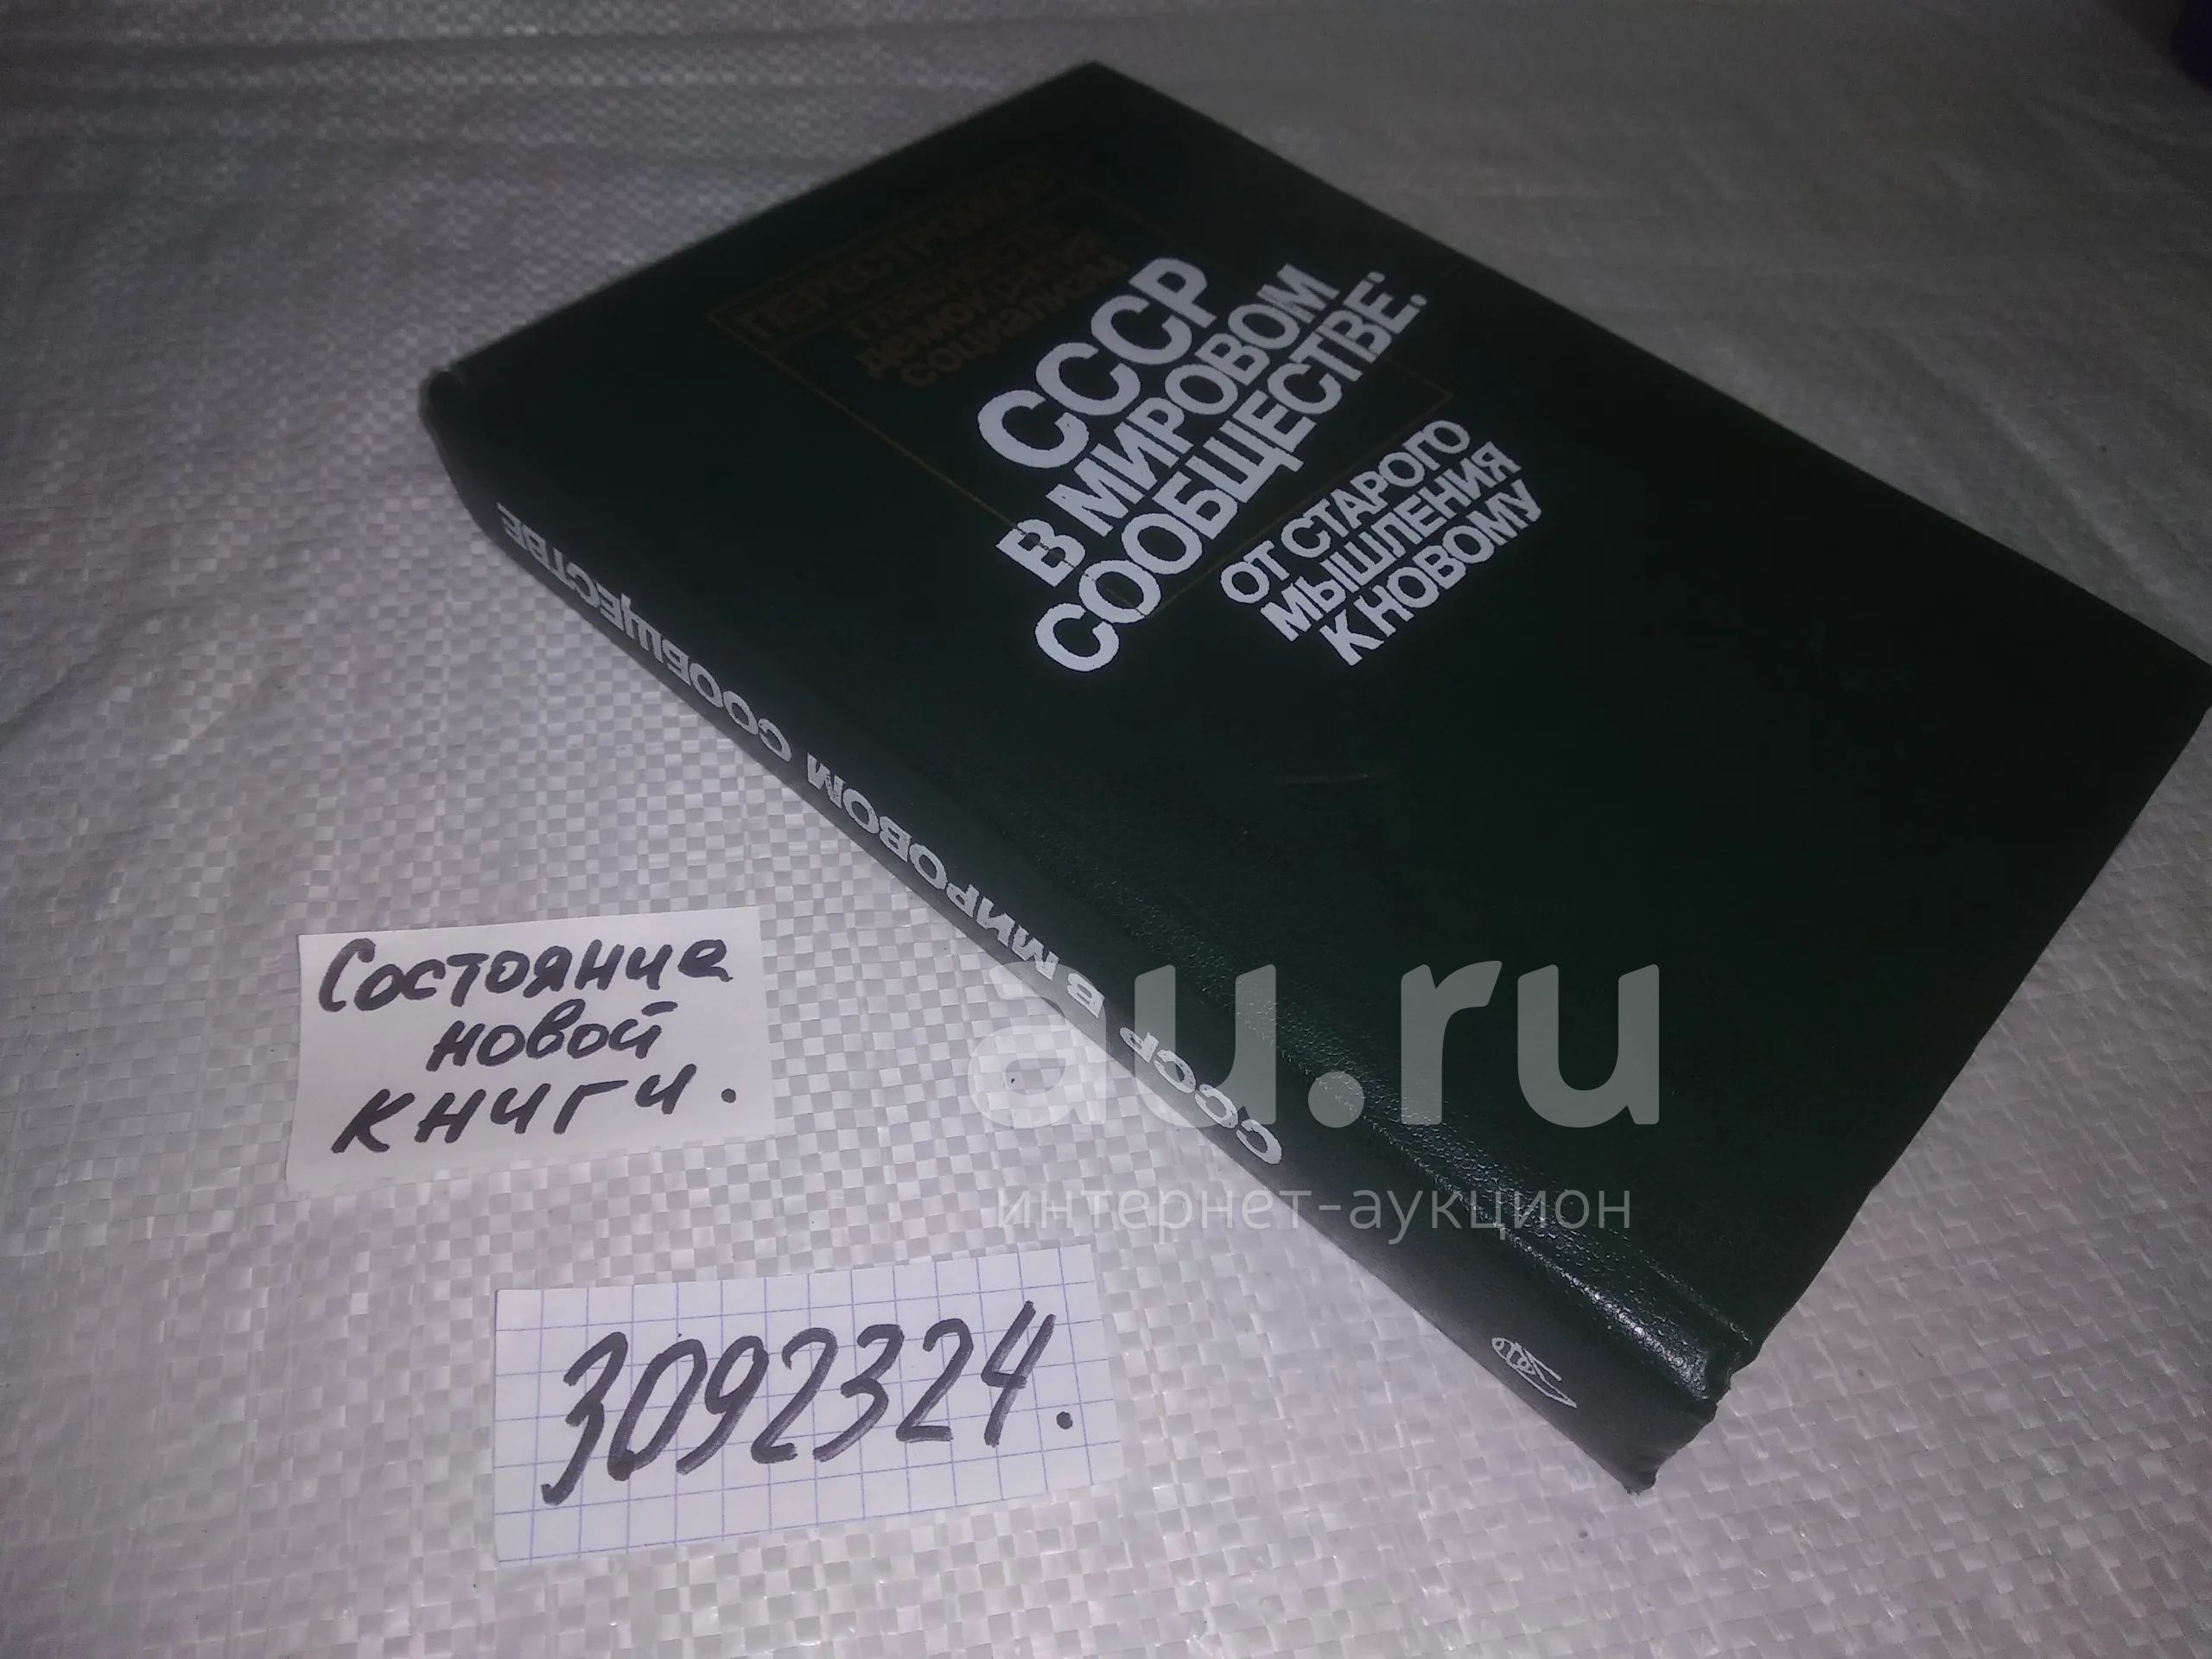 ПЕРЕСТРОЙКА:
гласность
демократия
социализм
СССР
В МИРОВОМ
СООБЩЕСТВЕ:
ОТ СТАРОГО
МЫШЛЕНИЯ
К НОВОМУ
СССР В МИРОВОМ СООБЩЕСТВЕ
Состояние
новой
книги.
3092324.
au.ru
интернет-аукцион